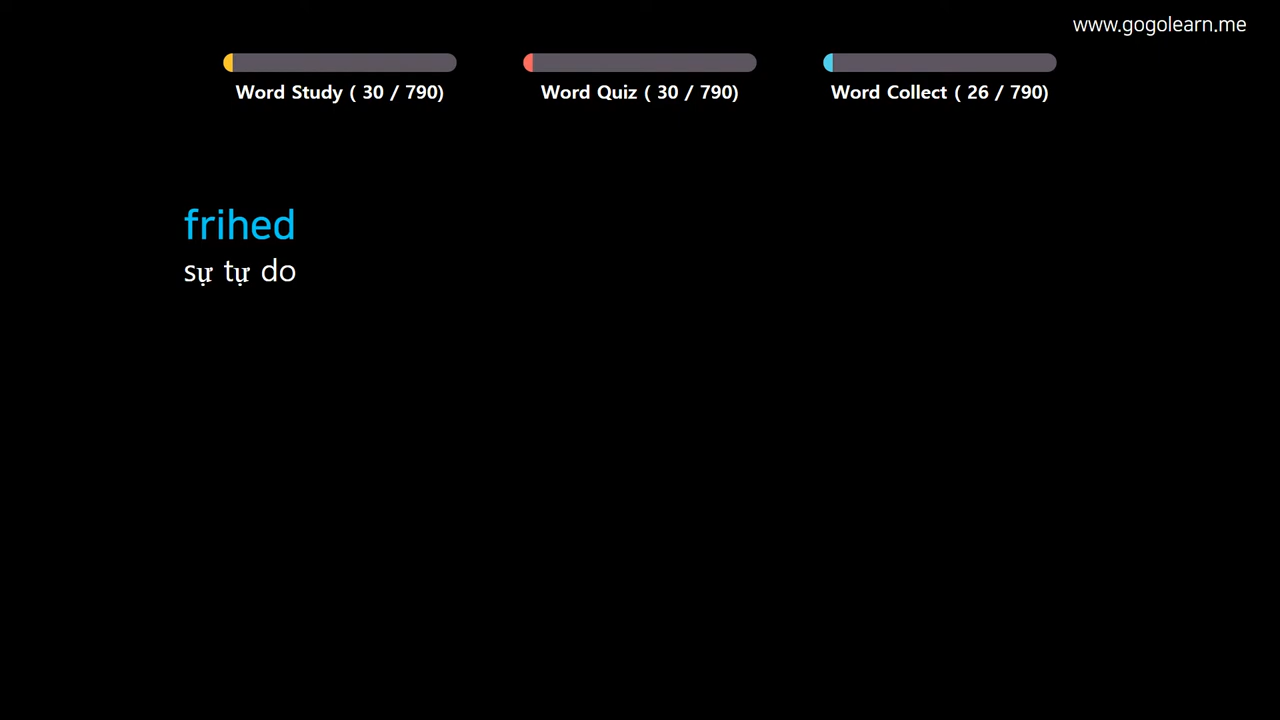 www.gogolearn.me
Word Study ( 30 / 790)
Word Quiz ( 30 / 790)
Word Collect ( 26 / 790)
frihed
sự tự do